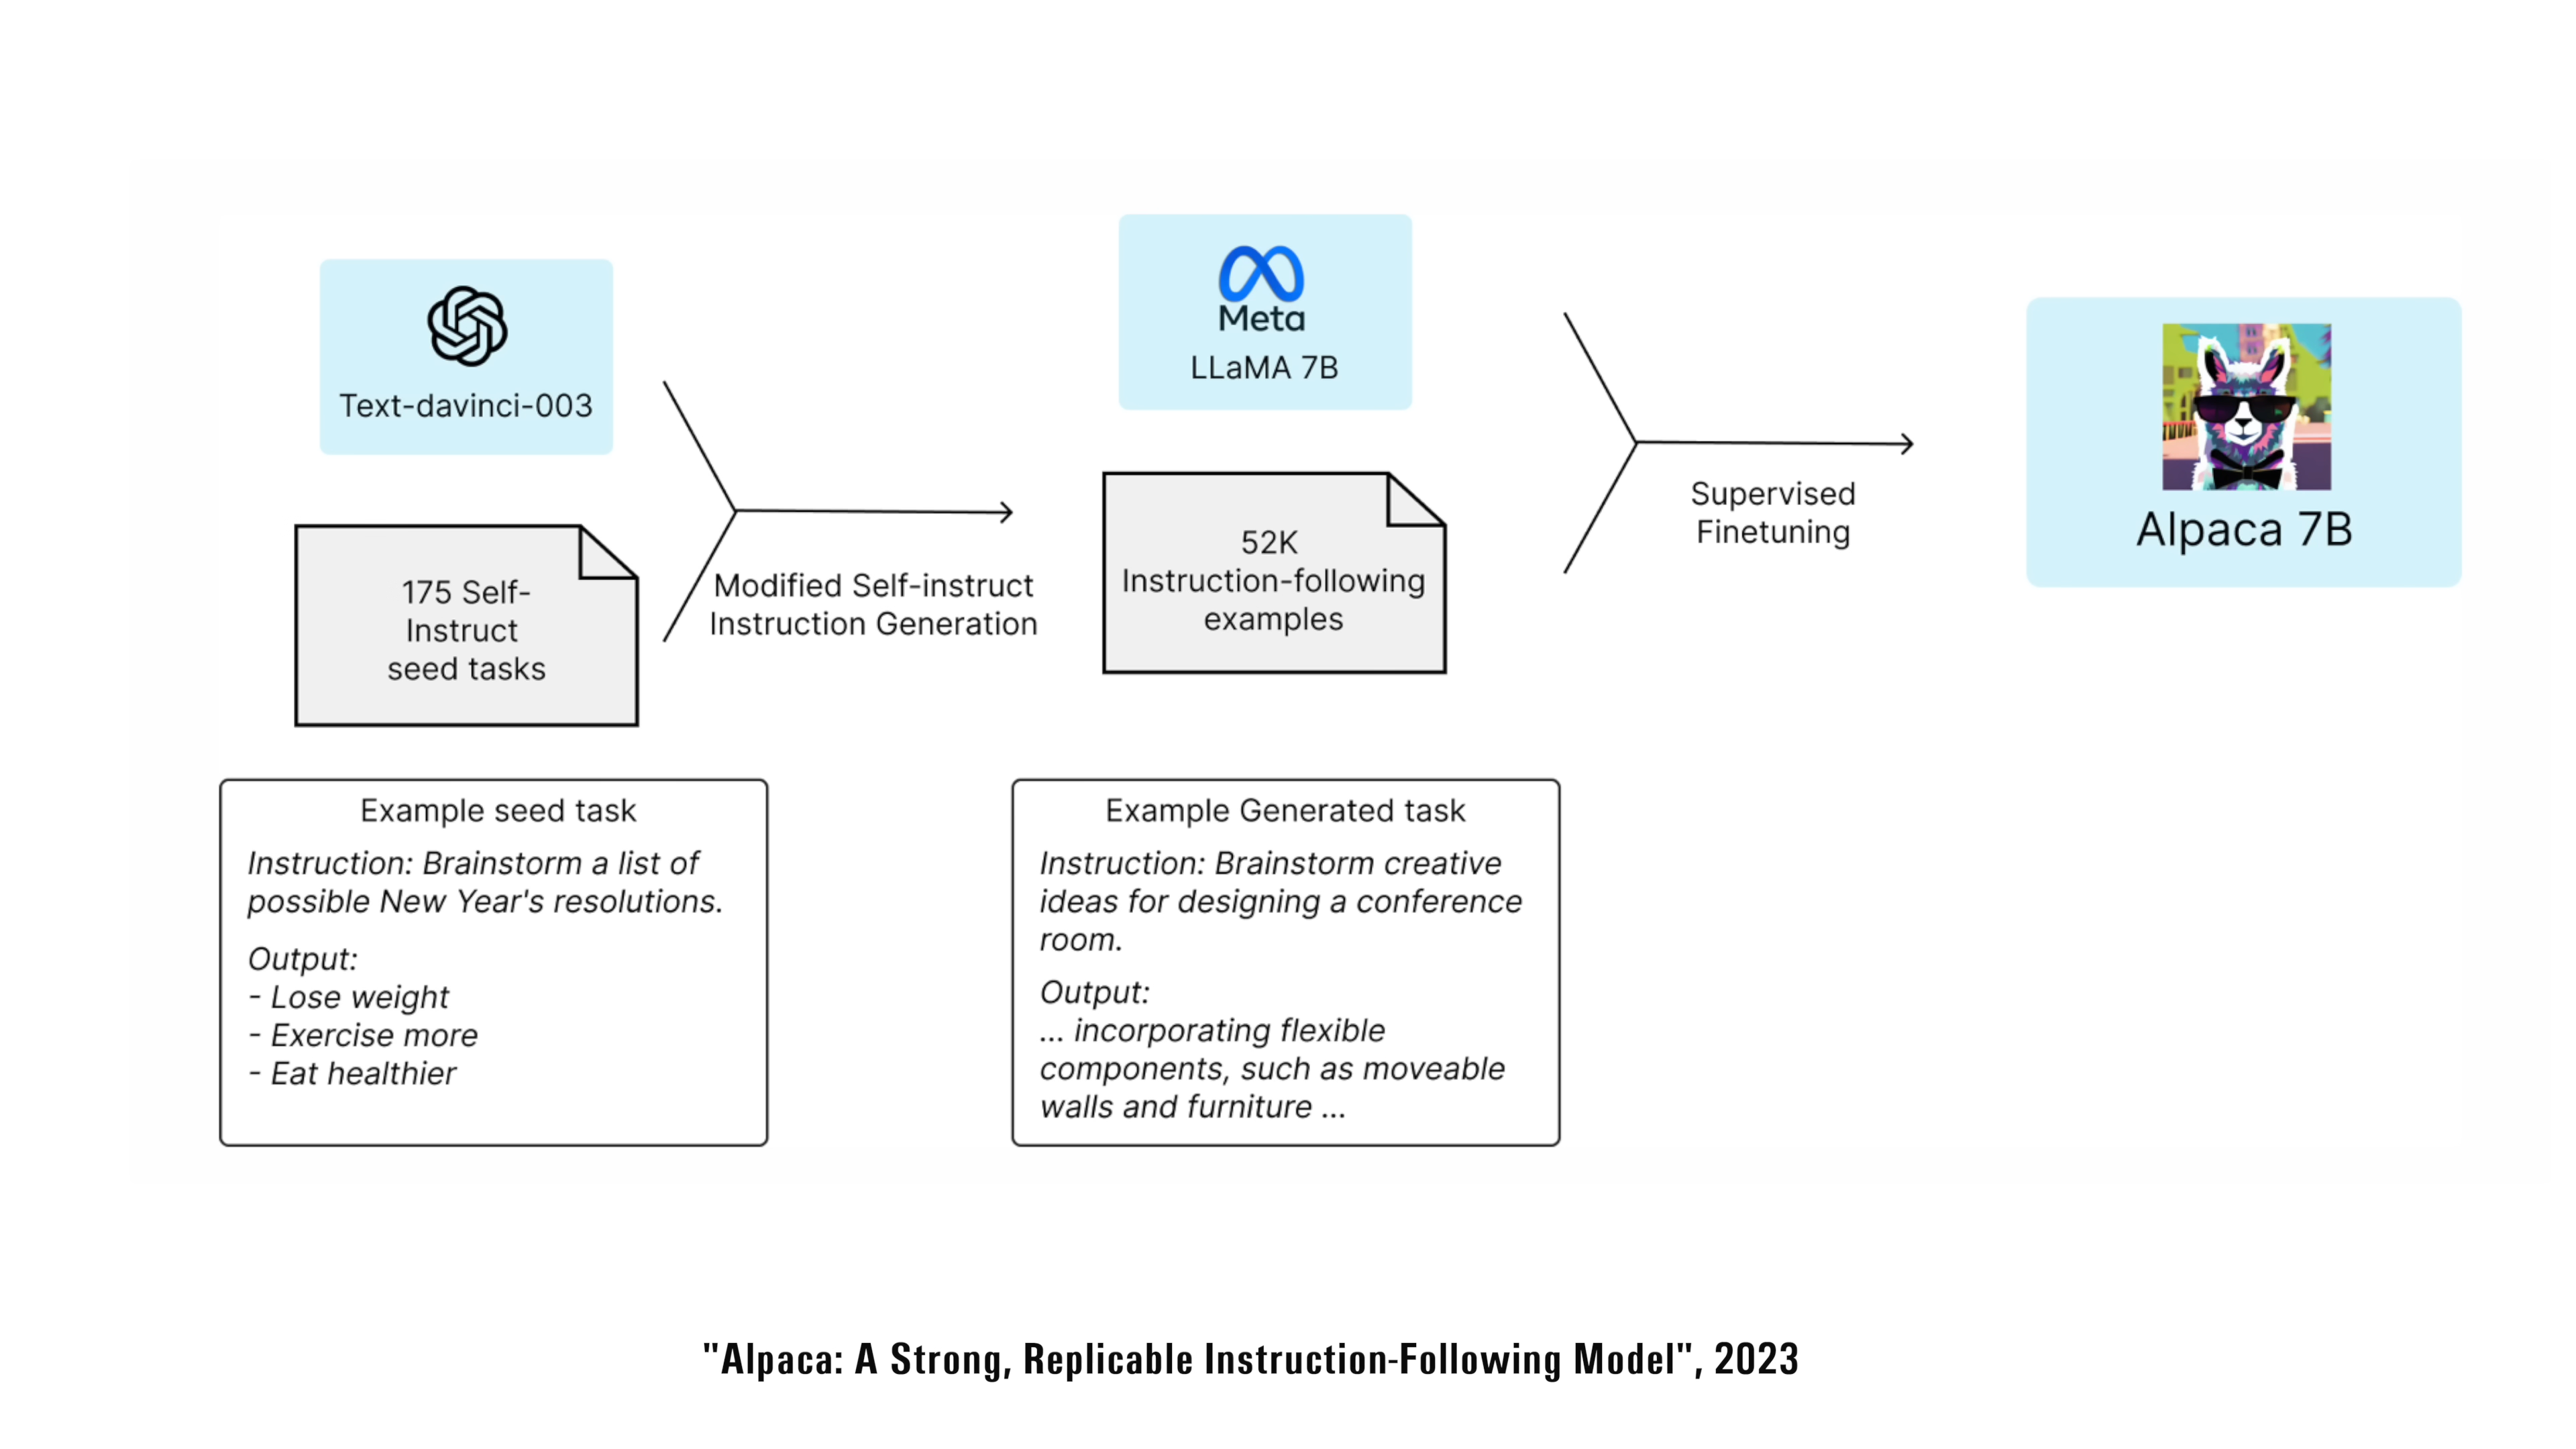 Text-davinci-003
175 Self-
Instruct
seed tasks
Modified Self-instruct
Instruction Generation
Meta
LLaMA 7B
52K
Instruction-following
examples
Supervised
Finetuning
Alpaca 7B
Example seed task
Instruction: Brainstorm a list of
possible New Year's resolutions.
Output:
- Lose weight
- Exercise more
- Eat healthier
Example Generated task
Instruction: Brainstorm creative
ideas for designing a conference
room.
Output:
... incorporating flexible
components, such as moveable
walls and furniture ...
"Alpaca: A Strong, Replicable Instruction-Following Model", 2023